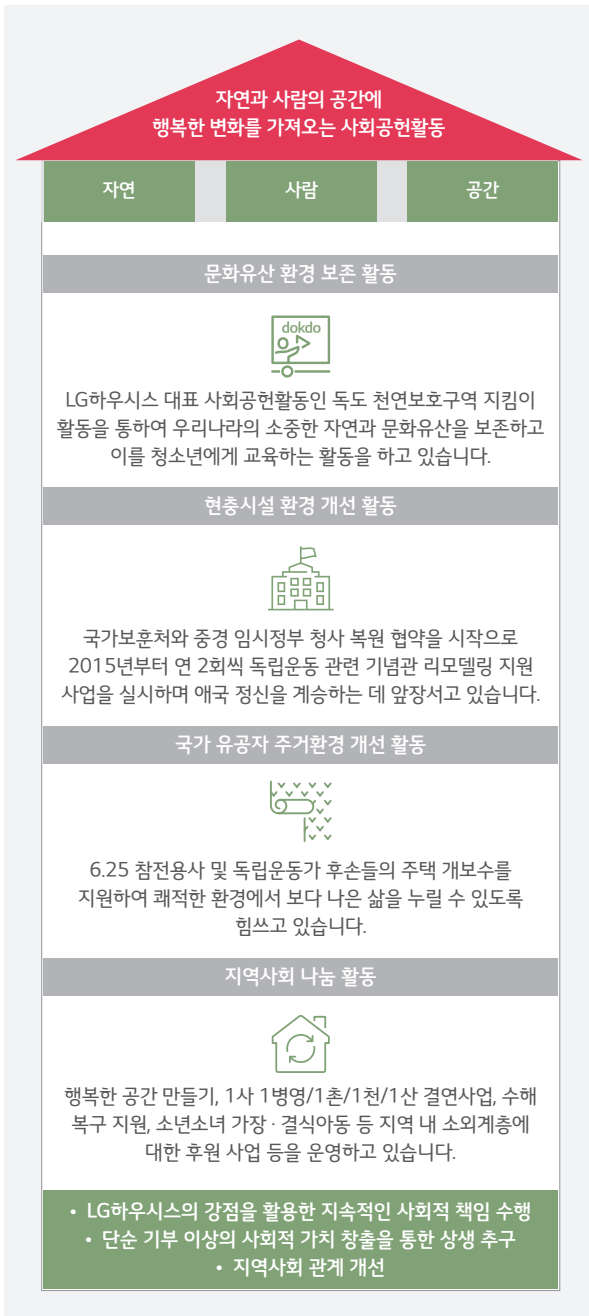 자연과 사람의 공간에
행복한 변화를 가져오는 사회공헌활동
자연
사람
공간
문화유산 환경 보존 활동
dokdo
LG하우시스 대표 사회공헌활동인 독도 천연보호구역 지킴이
활동을 통하여 우리나라의 소중한 자연과 문화유산을 보존하고
이를 청소년에게 교육하는 활동을 하고 있습니다.
현충시설 환경 개선 활동
국가보훈처와 중경 임시정부 청사 복원 협약을 시작으로
2015년부터 연 2회씩 독립운동 관련 기념관 리모델링 지원
사업을 실시하며 애국 정신을 계승하는 데 앞장서고 있습니다.
국가 유공자 주거환경 개선 활동
6.25 참전용사 및 독립운동가 후손들의 주택 개보수를
지원하여 쾌적한 환경에서 보다 나은 삶을 누릴 수 있도록
힘쓰고 있습니다.
지역사회 나눔 활동
행복한 공간 만들기, 1사 1병영/1촌/1천/1산 결연사업, 수해
복구 지원, 소년소녀 가장 · 결식아동 등 지역 내 소외계층에
대한 후원 사업 등을 운영하고 있습니다.
• LG하우시스의 강점을 활용한 지속적인 사회적 책임 수행
• 단순 기부 이상의 사회적 가치 창출을 통한 상생 추구
• 지역사회 관계 개선